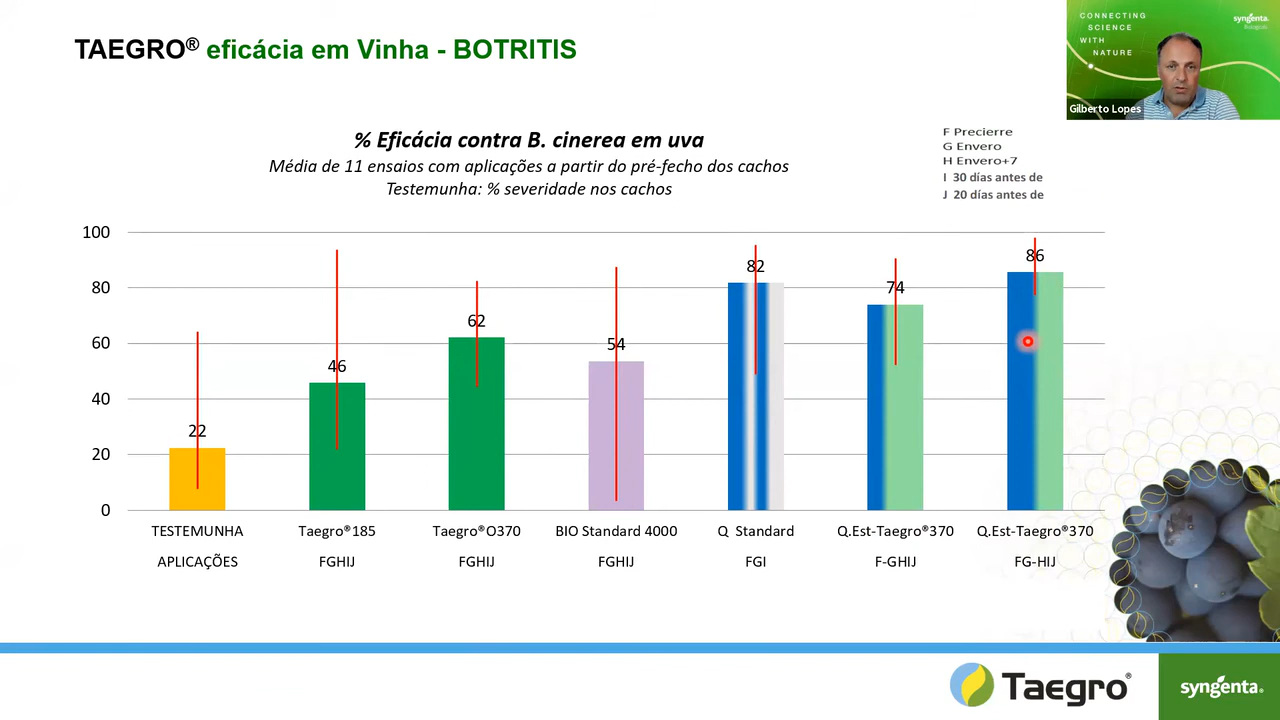 TAEGRO® eficácia em Vinha - BOTRITIS
CONNECTING
SCIENCE
WITH
NATURE
syngenta
Gilberto Lopes
% Eficácia contra B. cinerea em uva
Média de 11 ensaios com aplicações a partir do pré-fecho dos cachos
Testemunha: % severidade nos cachos
F Precierre
G Envero
H Envero+7
I 30 días antes de
J 20 días antes de
100
80
60
40
20
0
22
46
62
54
82
74
86
TESTEMUNHA Taegro®185 Taegro®O370 BIO Standard 4000 Q Standard Q.Est-Taegro®370 Q.Est-Taegro®370
APLICAÇÕES FGHIJ FGHIJ FGHIJ FGI F-GHIJ FG-HIJ
Taegro®
syngenta®